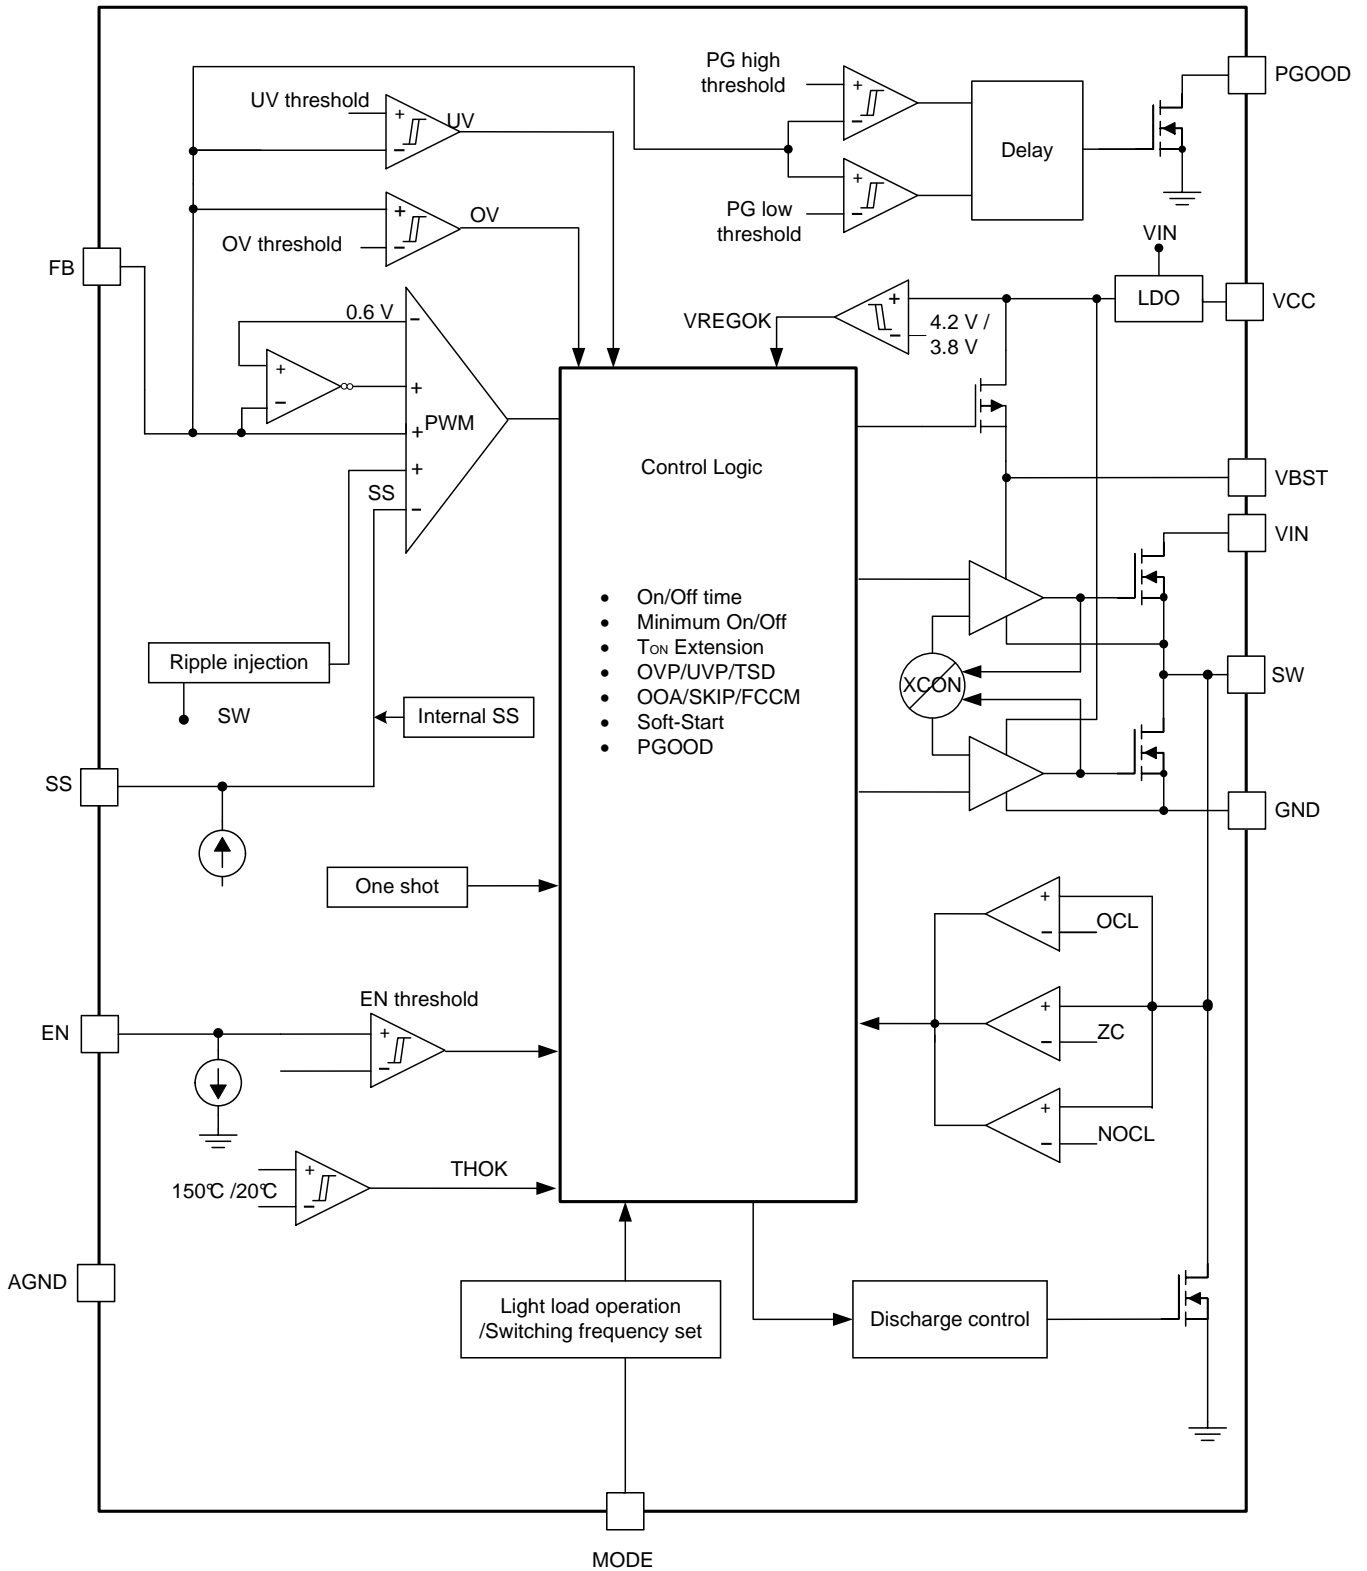 PG high
threshold
PGOOD
UV threshold
+
−
UV
+
−
Delay
+
−
PG low
threshold
+
−
OV
OV threshold
VIN
FB
LDO
VCC
0.6 V
−
VREGOK
+
−
4.2 V /
3.8 V
+
−
+
+
PWM
+
SS
−
Control Logic
VBST
VIN
• On/Off time
• Minimum On/Off
• TON Extension
• OVP/UVP/TSD
• OOA/SKIP/FCCM
• Soft-Start
• PGOOD
Ripple injection
SW
Internal SS
XCON
SW
SS
GND
One shot
+
−
OCL
EN threshold
EN
+
−
+
−
ZC
+
−
NOCL
150°C /20°C
+
−
THOK
AGND
Light load operation
/Switching frequency set
Discharge control
MODE